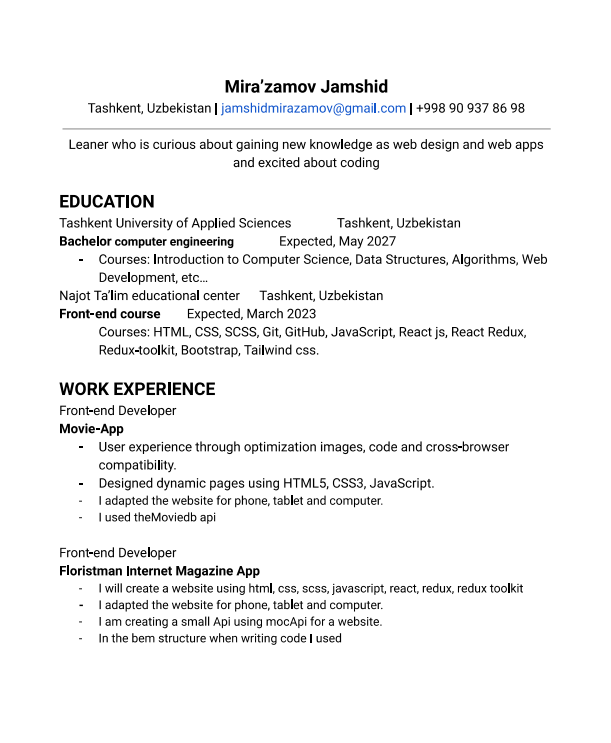 Mira’zamov Jamshid
Tashkent, Uzbekistan | jamshidmirazamov@gmail.com | +998 90 937 86 98
Leaner who is curious about gaining new knowledge as web design and web apps
and excited about coding
EDUCATION
Tashkent University of Applied Sciences Tashkent, Uzbekistan
Bachelor computer engineering Expected, May 2027
- Courses: Introduction to Computer Science, Data Structures, Algorithms, Web
Development, etc…
Najot Ta’lim educational center Tashkent, Uzbekistan
Front-end course Expected, March 2023
Courses: HTML, CSS, SCSS, Git, GitHub, JavaScript, React js, React Redux,
Redux-toolkit, Bootstrap, Tailwind css.
WORK EXPERIENCE
Front-end Developer
Movie-App
- User experience through optimization images, code and cross-browser
compatibility.
- Designed dynamic pages using HTML5, CSS3, JavaScript.
- I adapted the website for phone, tablet and computer.
- I used theMoviedb api
Front-end Developer
Floristman Internet Magazine App
- I will create a website using html, css, scss, javascript, react, redux, redux toolkit
- I adapted the website for phone, tablet and computer.
- I am creating a small Api using mocApi for a website.
- In the bem structure when writing code I used